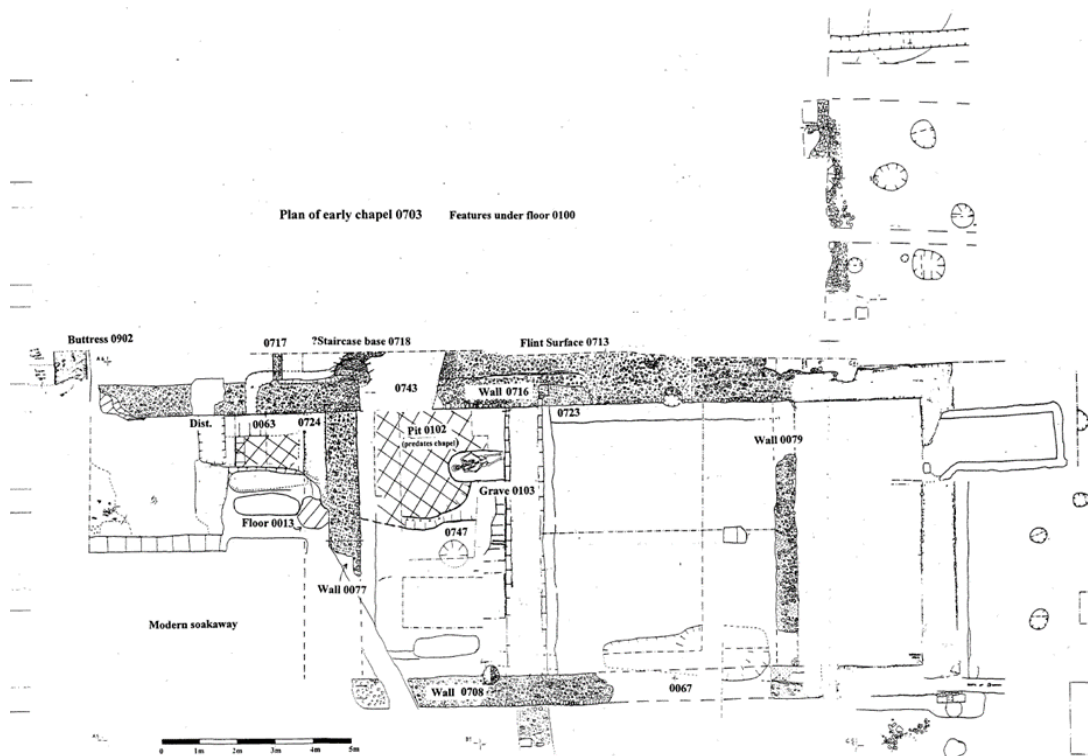 Plan of early chapel 0703 Features under floor 0100
Buttress 0902
0717
?Staircase base 0718
Flint Surface 0713
0743
Wall 0716
Dist.
0063
0724
Pit 0102
(predates chapel)
0723
Wall 0079
Grave 0103
Floor 0013
0747
Wall 0077
Modern soakaway
Wall 0708
0067
0 1m 2m 3m 4m 5m